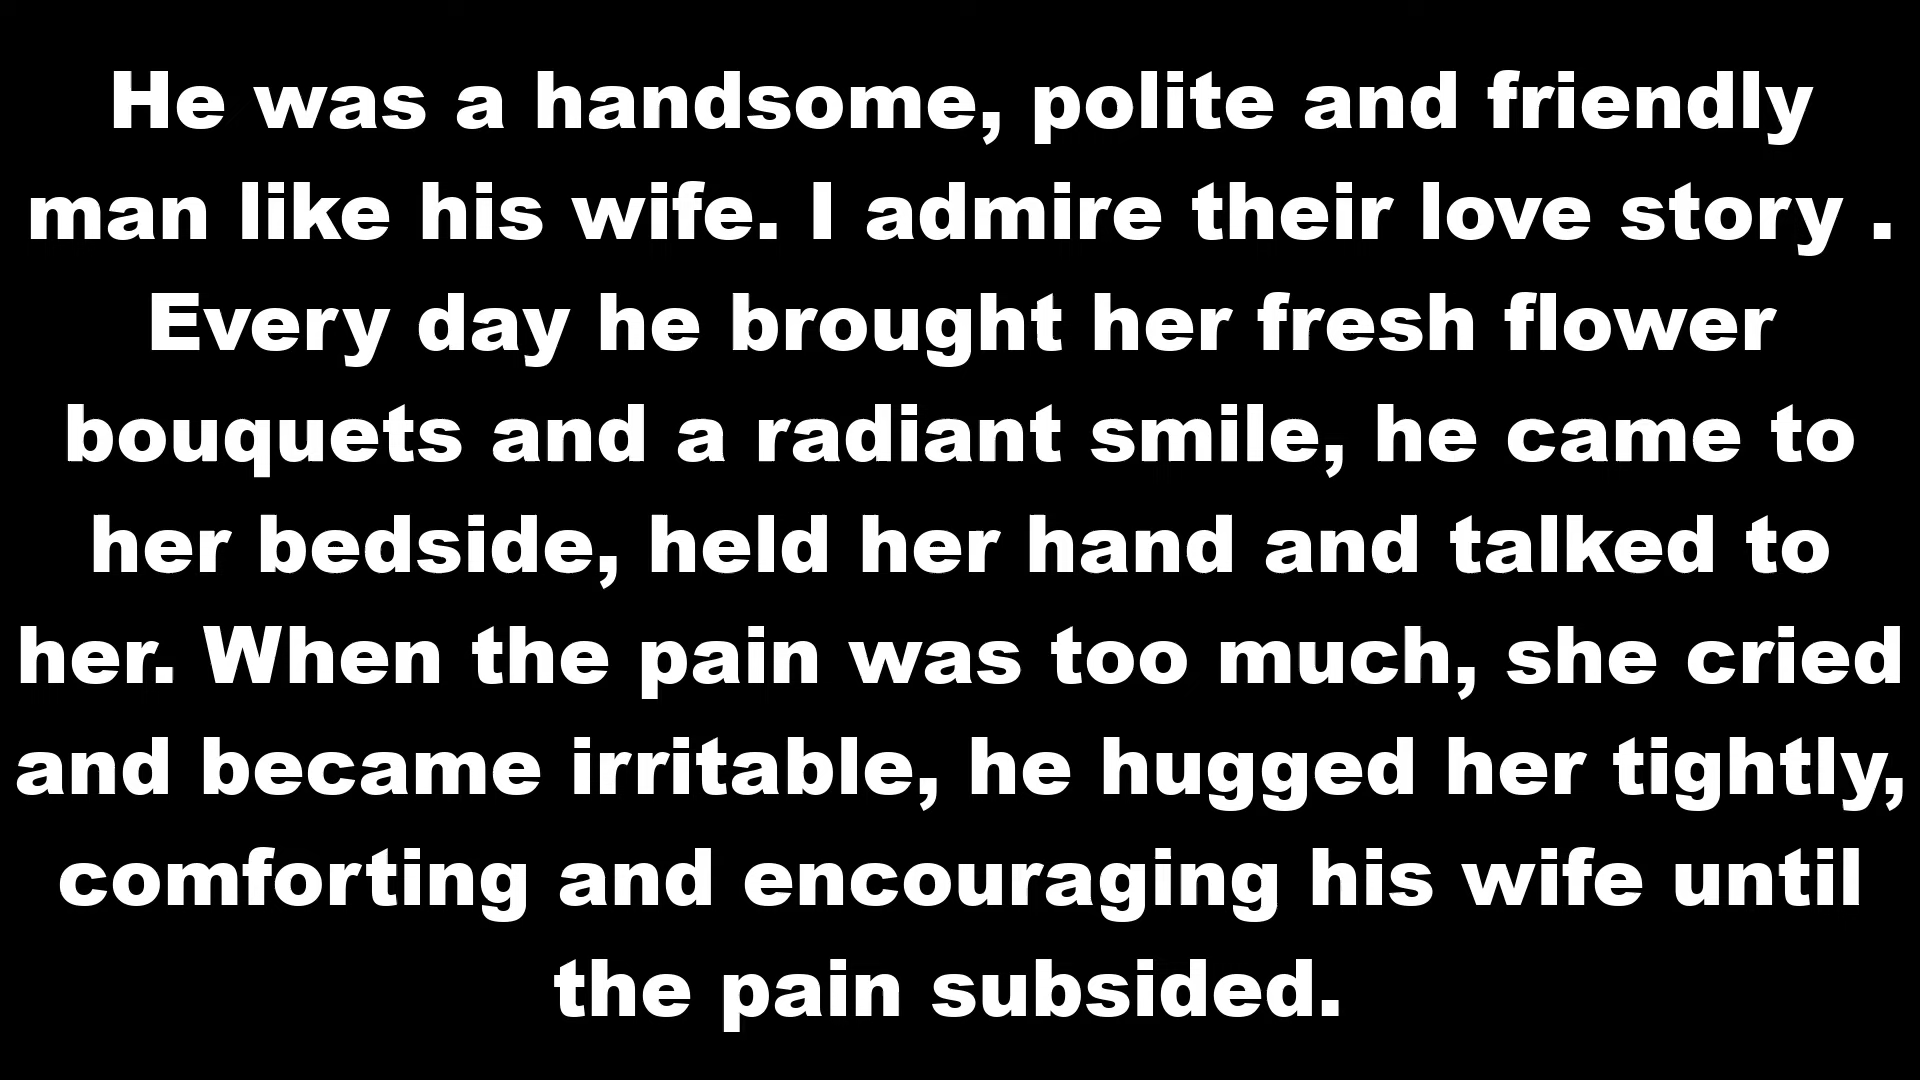 He was a handsome, polite and friendly
man like his wife. I admire their love story .
Every day he brought her fresh flower
bouquets and a radiant smile, he came to
her bedside, held her hand and talked to
her. When the pain was too much, she cried
and became irritable, he hugged her tightly,
comforting and encouraging his wife until
the pain subsided.